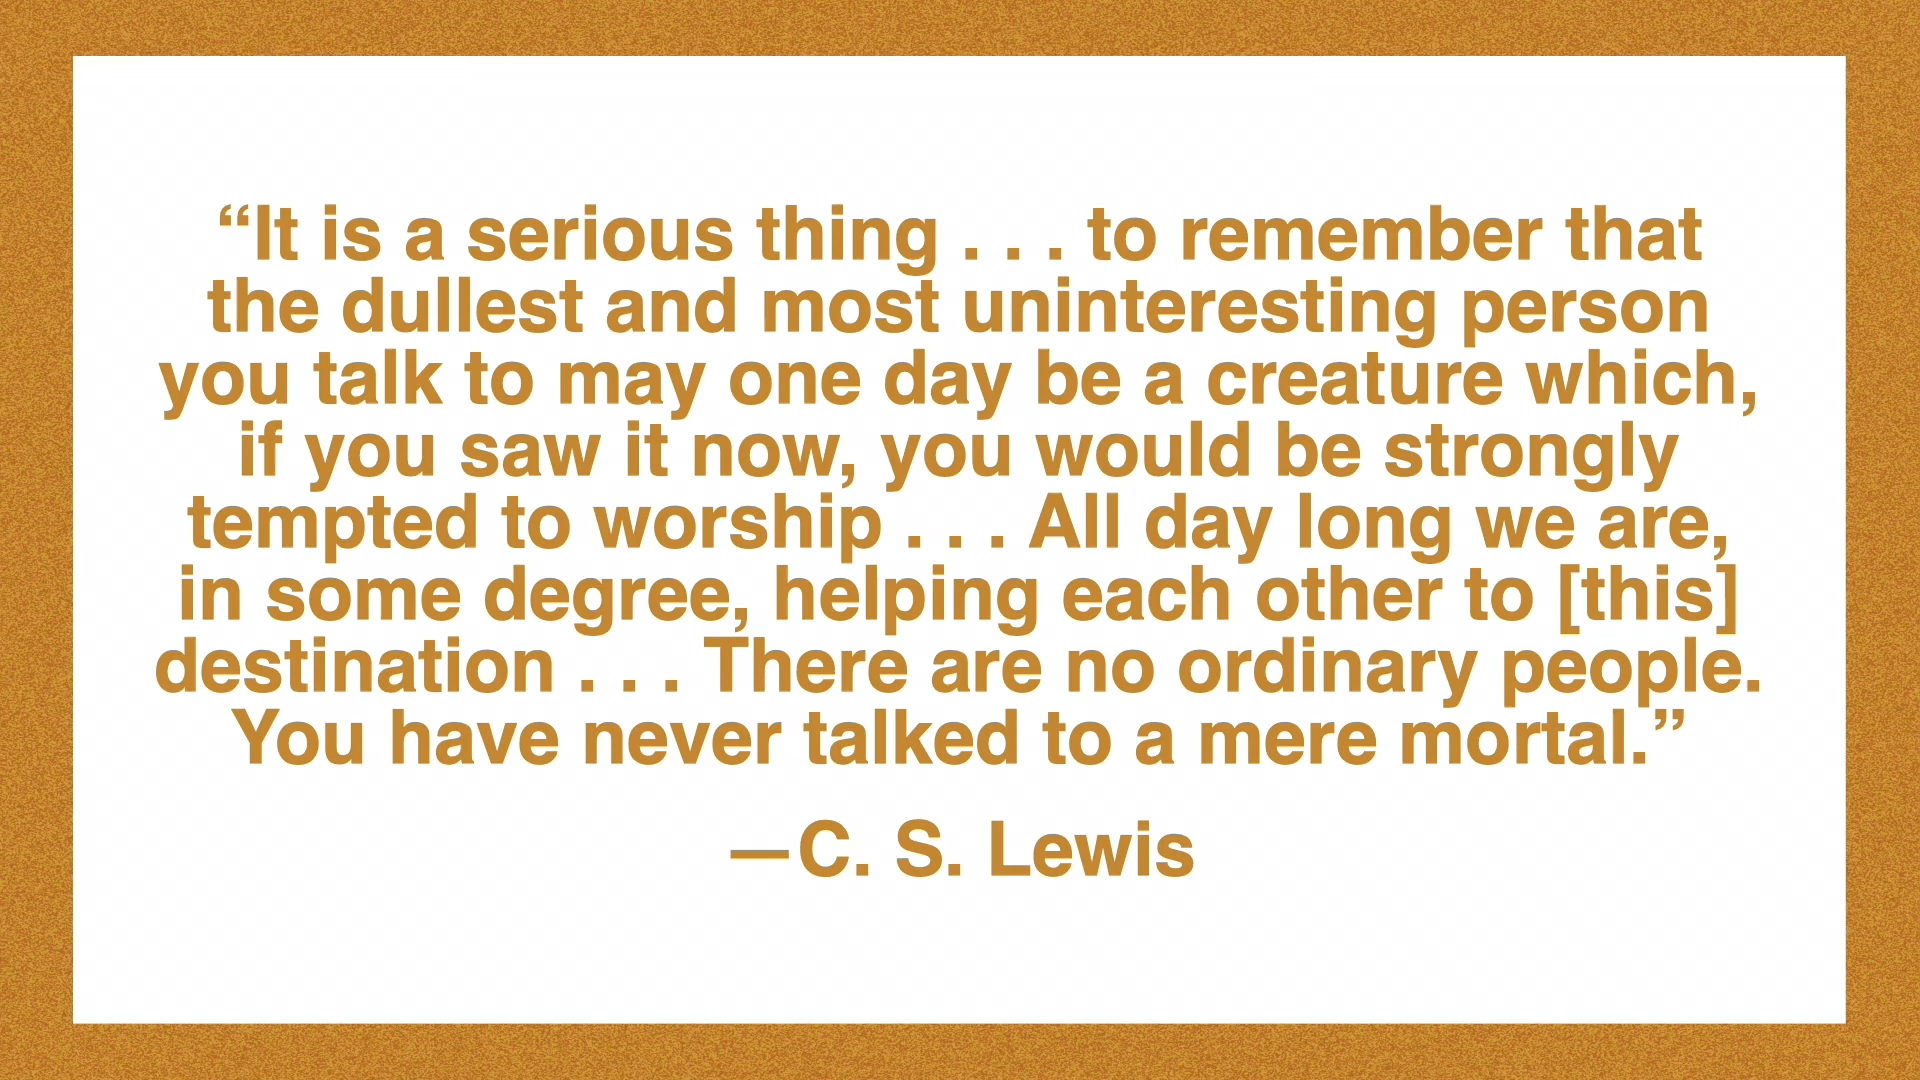 “It is a serious thing . . . to remember that
the dullest and most uninteresting person
you talk to may one day be a creature which,
if you saw it now, you would be strongly
tempted to worship . . . All day long we are,
in some degree, helping each other to [this]
destination . . . There are no ordinary people.
You have never talked to a mere mortal.”
—C. S. Lewis